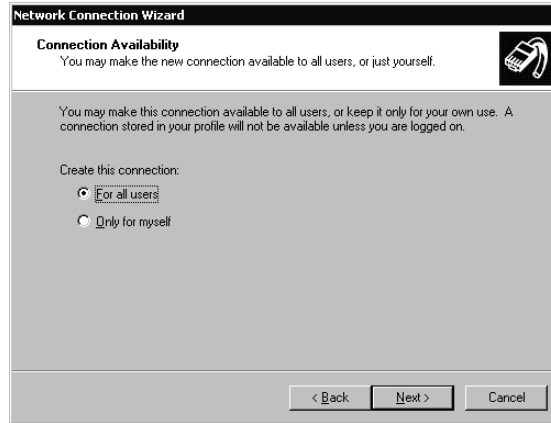 Network Connection Wizard
Connection Availability
You may make the new connection available to all users, or just yourself.
You may make this connection available to all users, or keep it only for your own use. A
connection stored in your profile will not be available unless you are logged on.
Create this connection:
For all users
Only for myself
< Back Next > Cancel